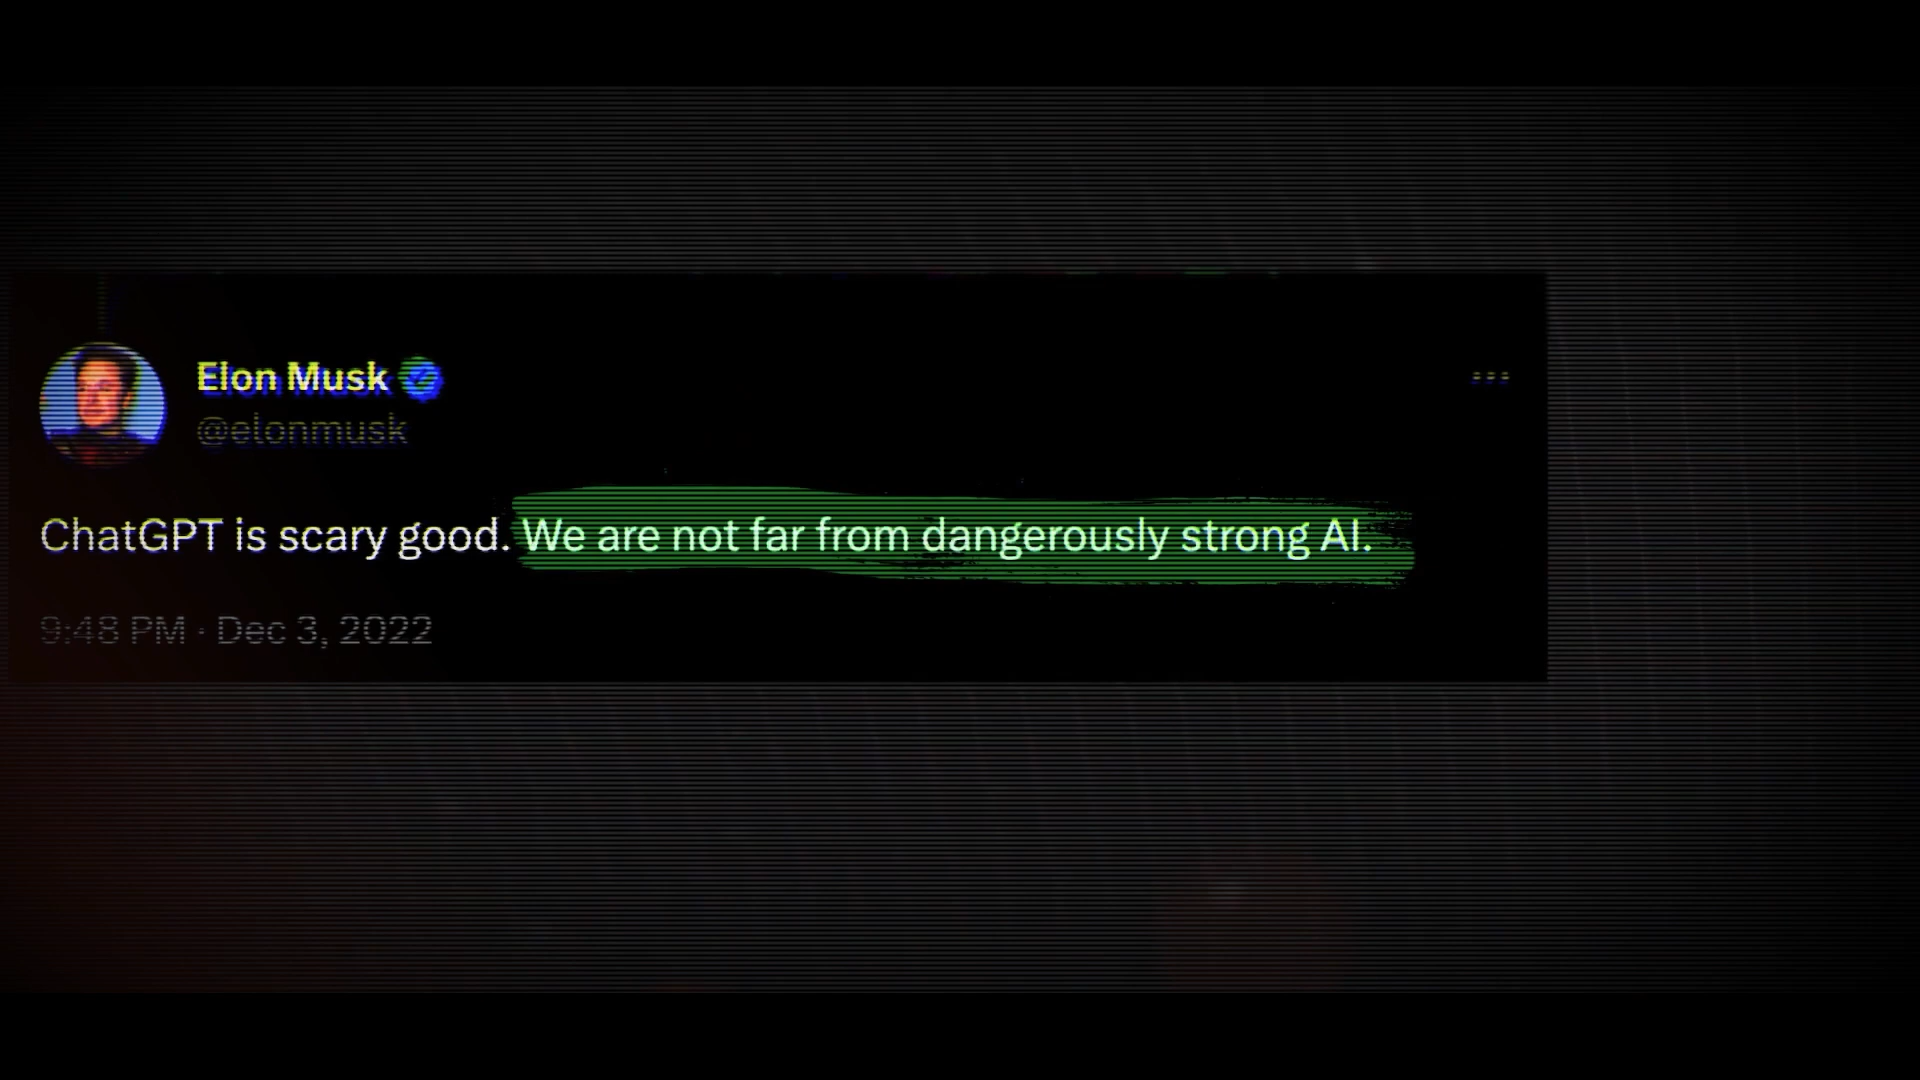 Elon Musk
@elonmusk
ChatGPT is scary good. We are not far from dangerously strong AI.
9:48 PM · Dec 3, 2022